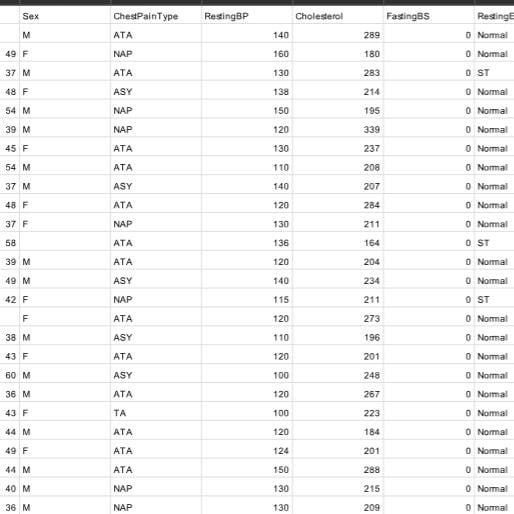 Sex ChestPainType RestingBP Cholesterol FastingBS RestingE
M ATA 140 289 0 Normal
49 F NAP 160 180 0 Normal
37 M ATA 130 283 0 ST
48 F ASY 138 214 0 Normal
54 M NAP 150 195 0 Normal
39 M NAP 120 339 0 Normal
45 F ATA 130 237 0 Normal
54 M ATA 110 208 0 Normal
37 M ASY 140 207 0 Normal
48 F ATA 120 284 0 Normal
37 F NAP 130 211 0 Normal
58 ATA 136 164 0 ST
39 M ATA 120 204 0 Normal
49 M ASY 140 234 0 Normal
42 F NAP 115 211 0 ST
F ATA 120 273 0 Normal
38 M ASY 110 196 0 Normal
43 F ATA 120 201 0 Normal
60 M ASY 100 248 0 Normal
36 M ATA 120 267 0 Normal
43 F TA 100 223 0 Normal
44 M ATA 120 184 0 Normal
49 F ATA 124 201 0 Normal
44 M ATA 150 288 0 Normal
40 M NAP 130 215 0 Normal
36 M NAP 130 209 0 Normal